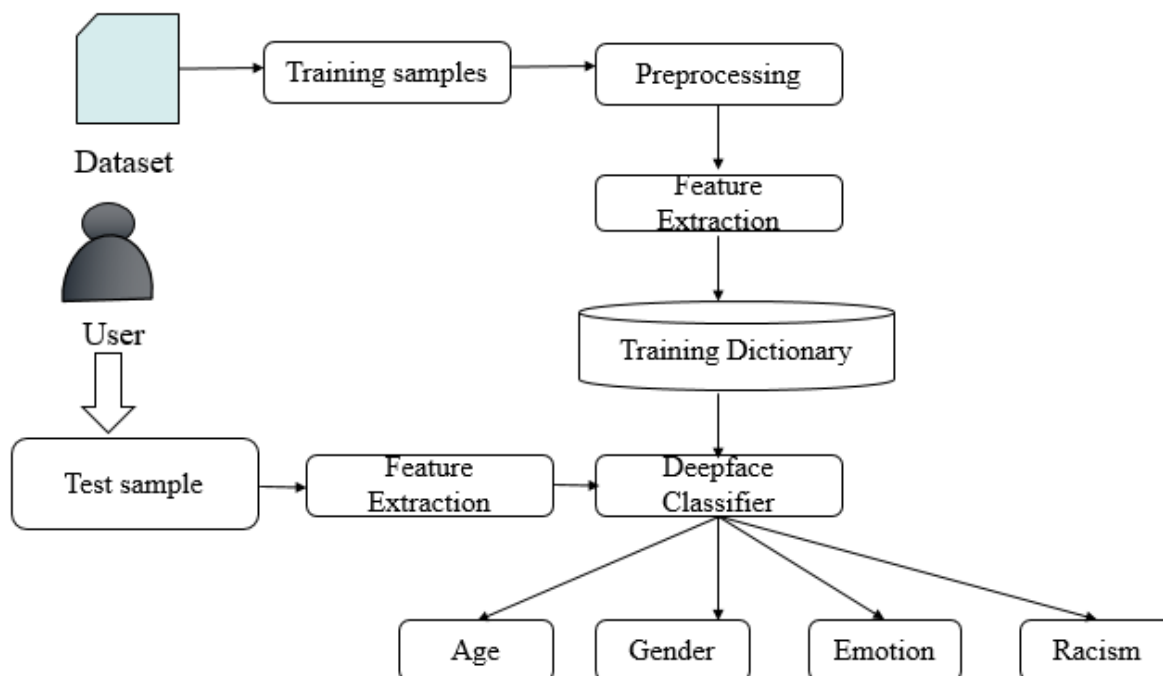 Training samples
Preprocessing
Dataset
Feature
Extraction
User
Training Dictionary
Test sample
Feature
Extraction
Deepface
Classifier
Age
Gender
Emotion
Racism